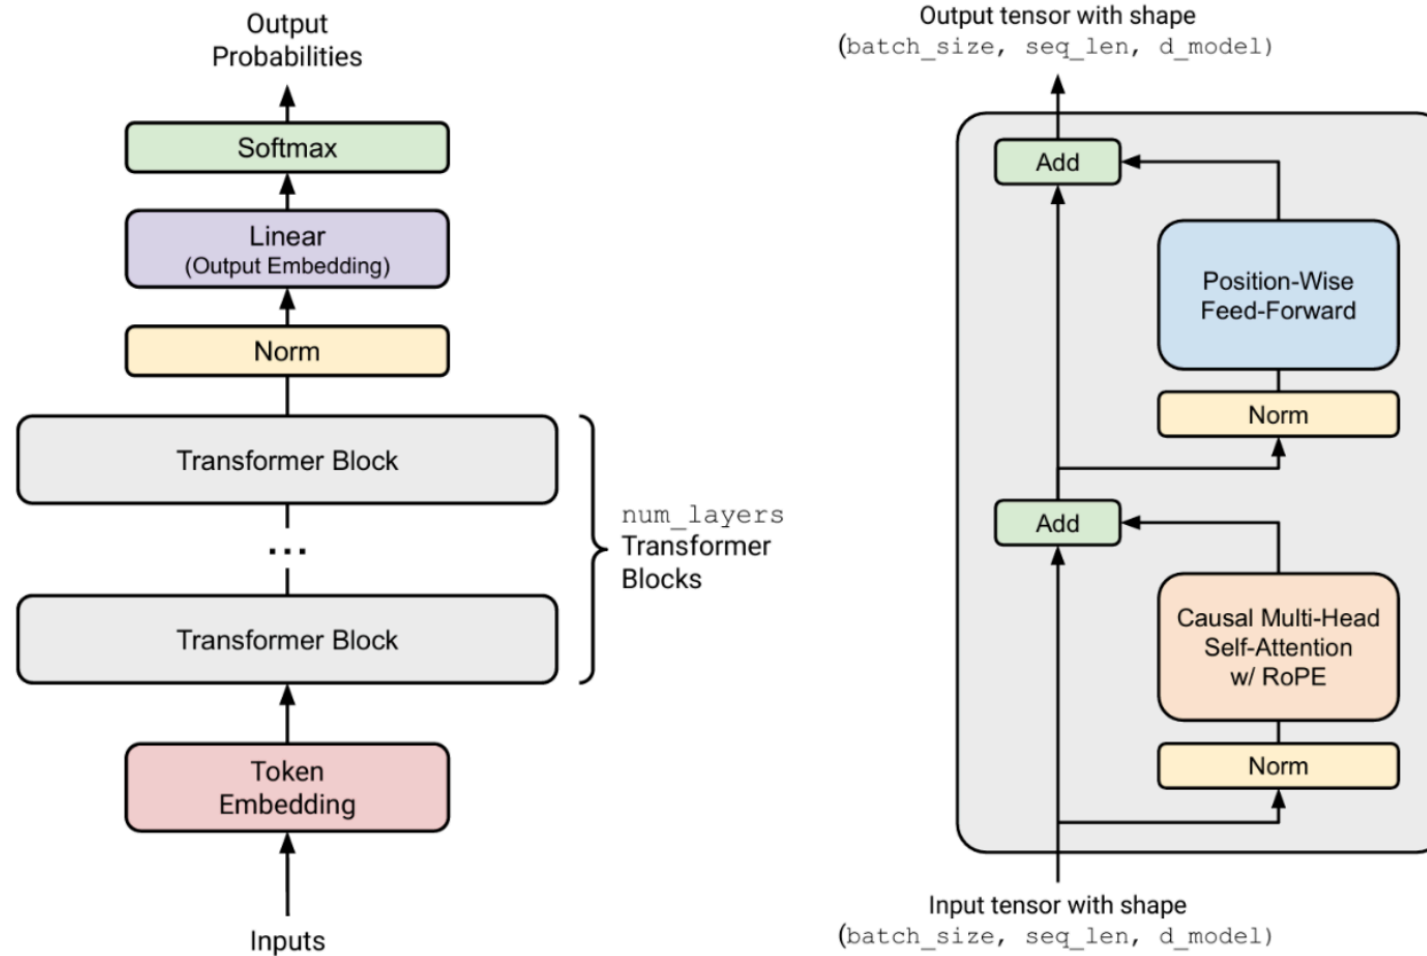 Output
Probabilities
Softmax
Linear
(Output Embedding)
Norm
Transformer Block
...
Transformer Block
num_layers
Transformer
Blocks
Token
Embedding
Inputs
Output tensor with shape
(batch_size, seq_len, d_model)
Add
Position-Wise
Feed-Forward
Norm
Add
Causal Multi-Head
Self-Attention
w/ RoPE
Norm
Input tensor with shape
(batch_size, seq_len, d_model)